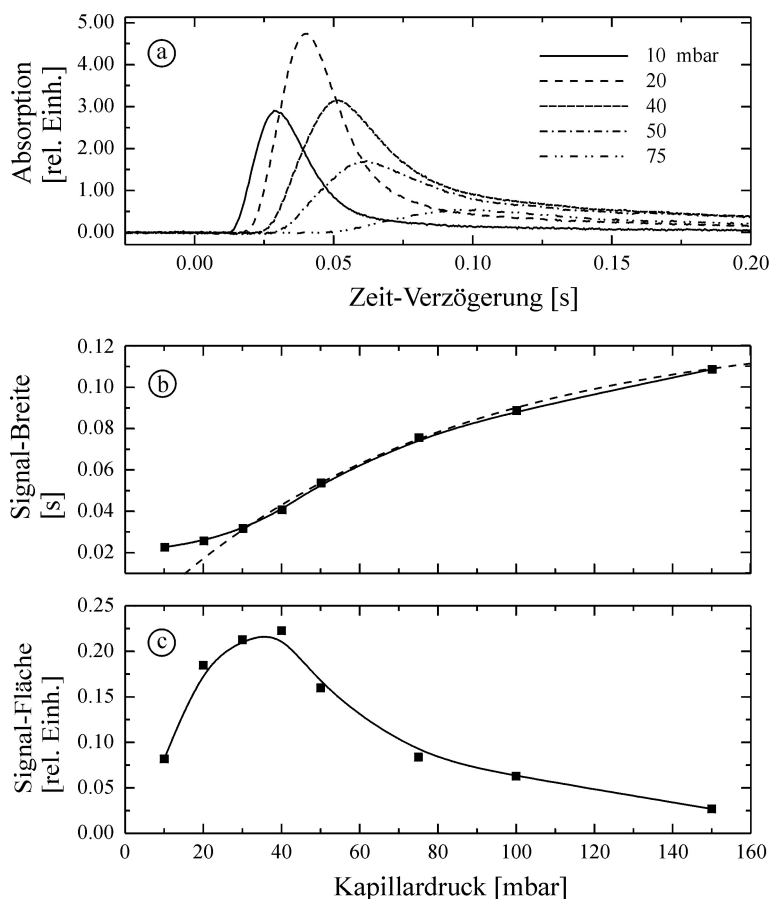 a
Absorption
[rel. Einh.]
5.00
4.00
3.00
2.00
1.00
0.00
10 mbar
20
40
50
75
0.00 0.05 0.10 0.15 0.20
Zeit-Verzögerung [s]
b
Signal-Breite
[s]
0.12
0.10
0.08
0.06
0.04
0.02
c
Signal-Fläche
[rel. Einh.]
0.25
0.20
0.15
0.10
0.05
0.00
0 20 40 60 80 100 120 140 160
Kapillardruck [mbar]